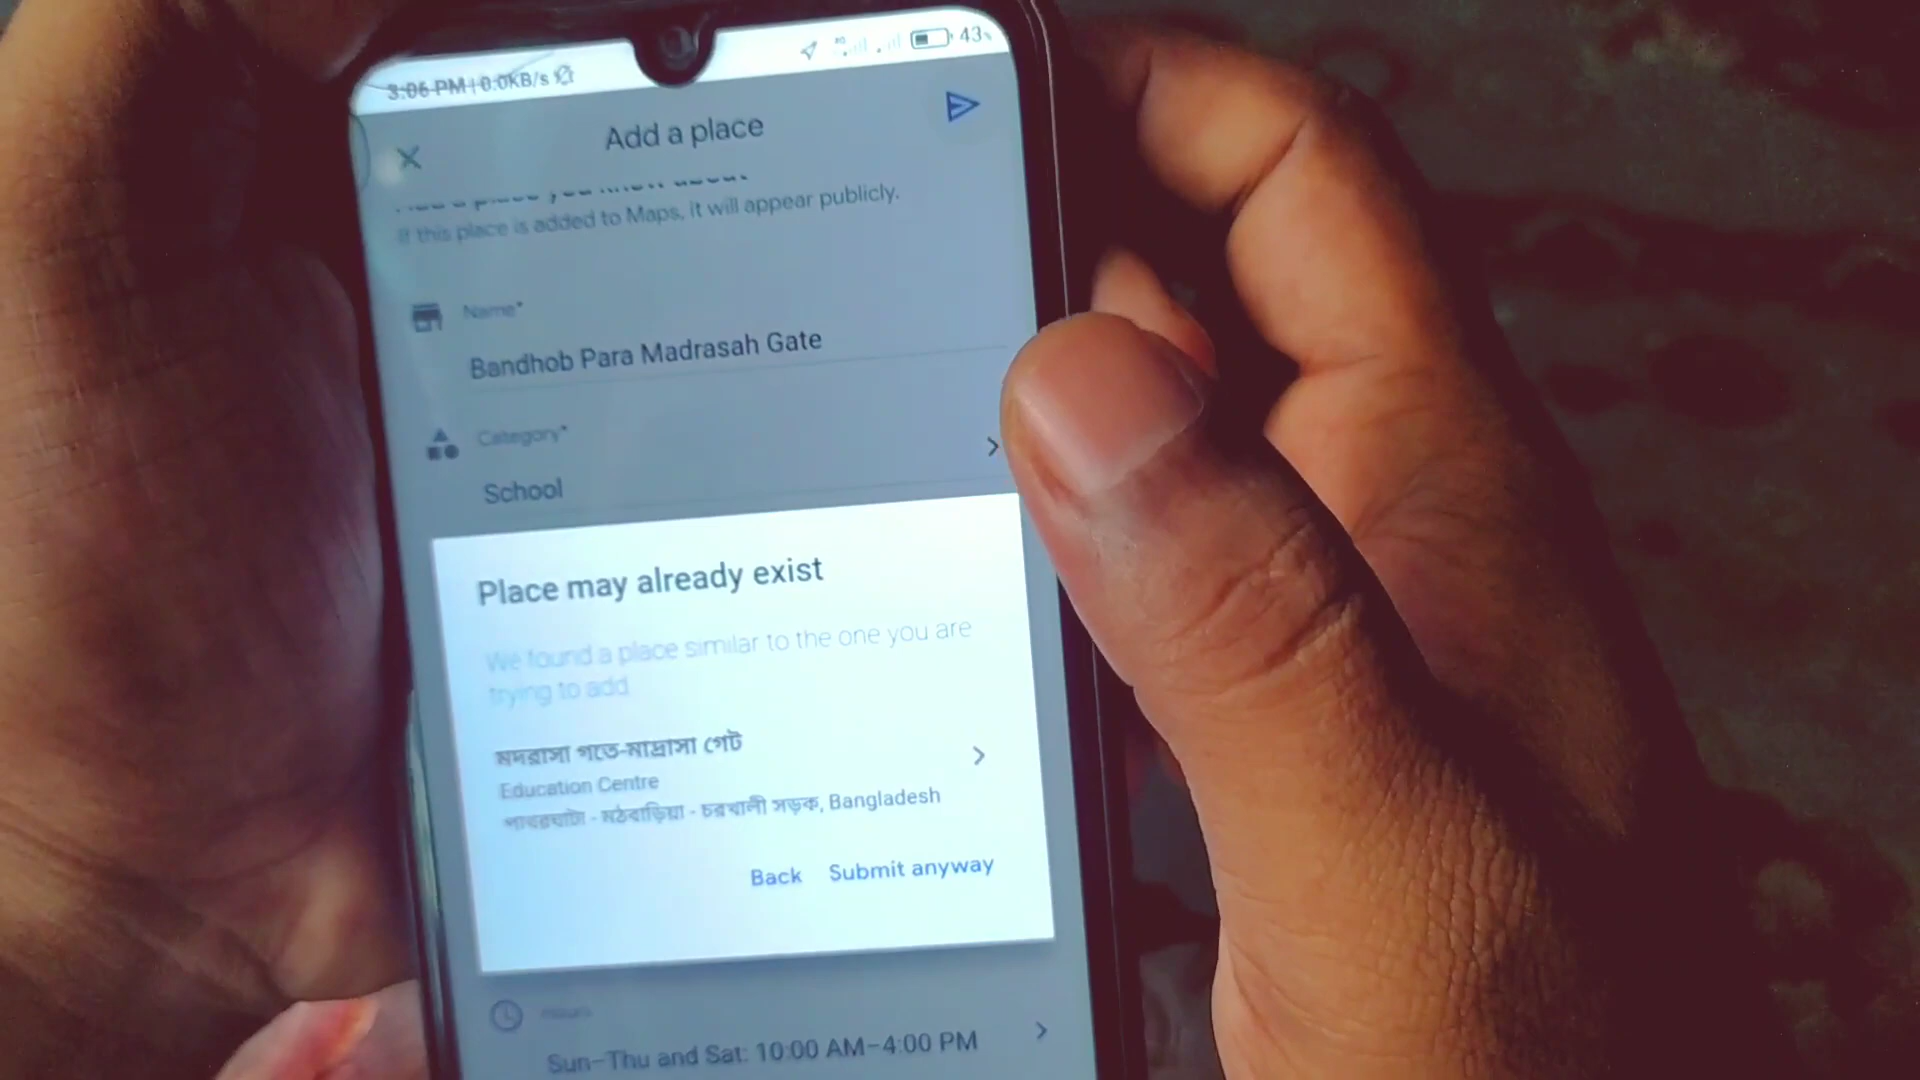 3:06 PM | 0.0KB/s
43%
Add a place
Add a place you know about
If this place is added to Maps, it will appear publicly.
Name*
Bandhob Para Madrasah Gate
Category*
School
Place may already exist
We found a place similar to the one you are
trying to add
মদরাসা গতে-মাদ্রাসা গেট
Education Centre
পাথরঘাটা - মঠবাড়িয়া - চরখালী সড়ক, Bangladesh
Back Submit anyway
Hours
Sun–Thu and Sat: 10:00 AM–4:00 PM